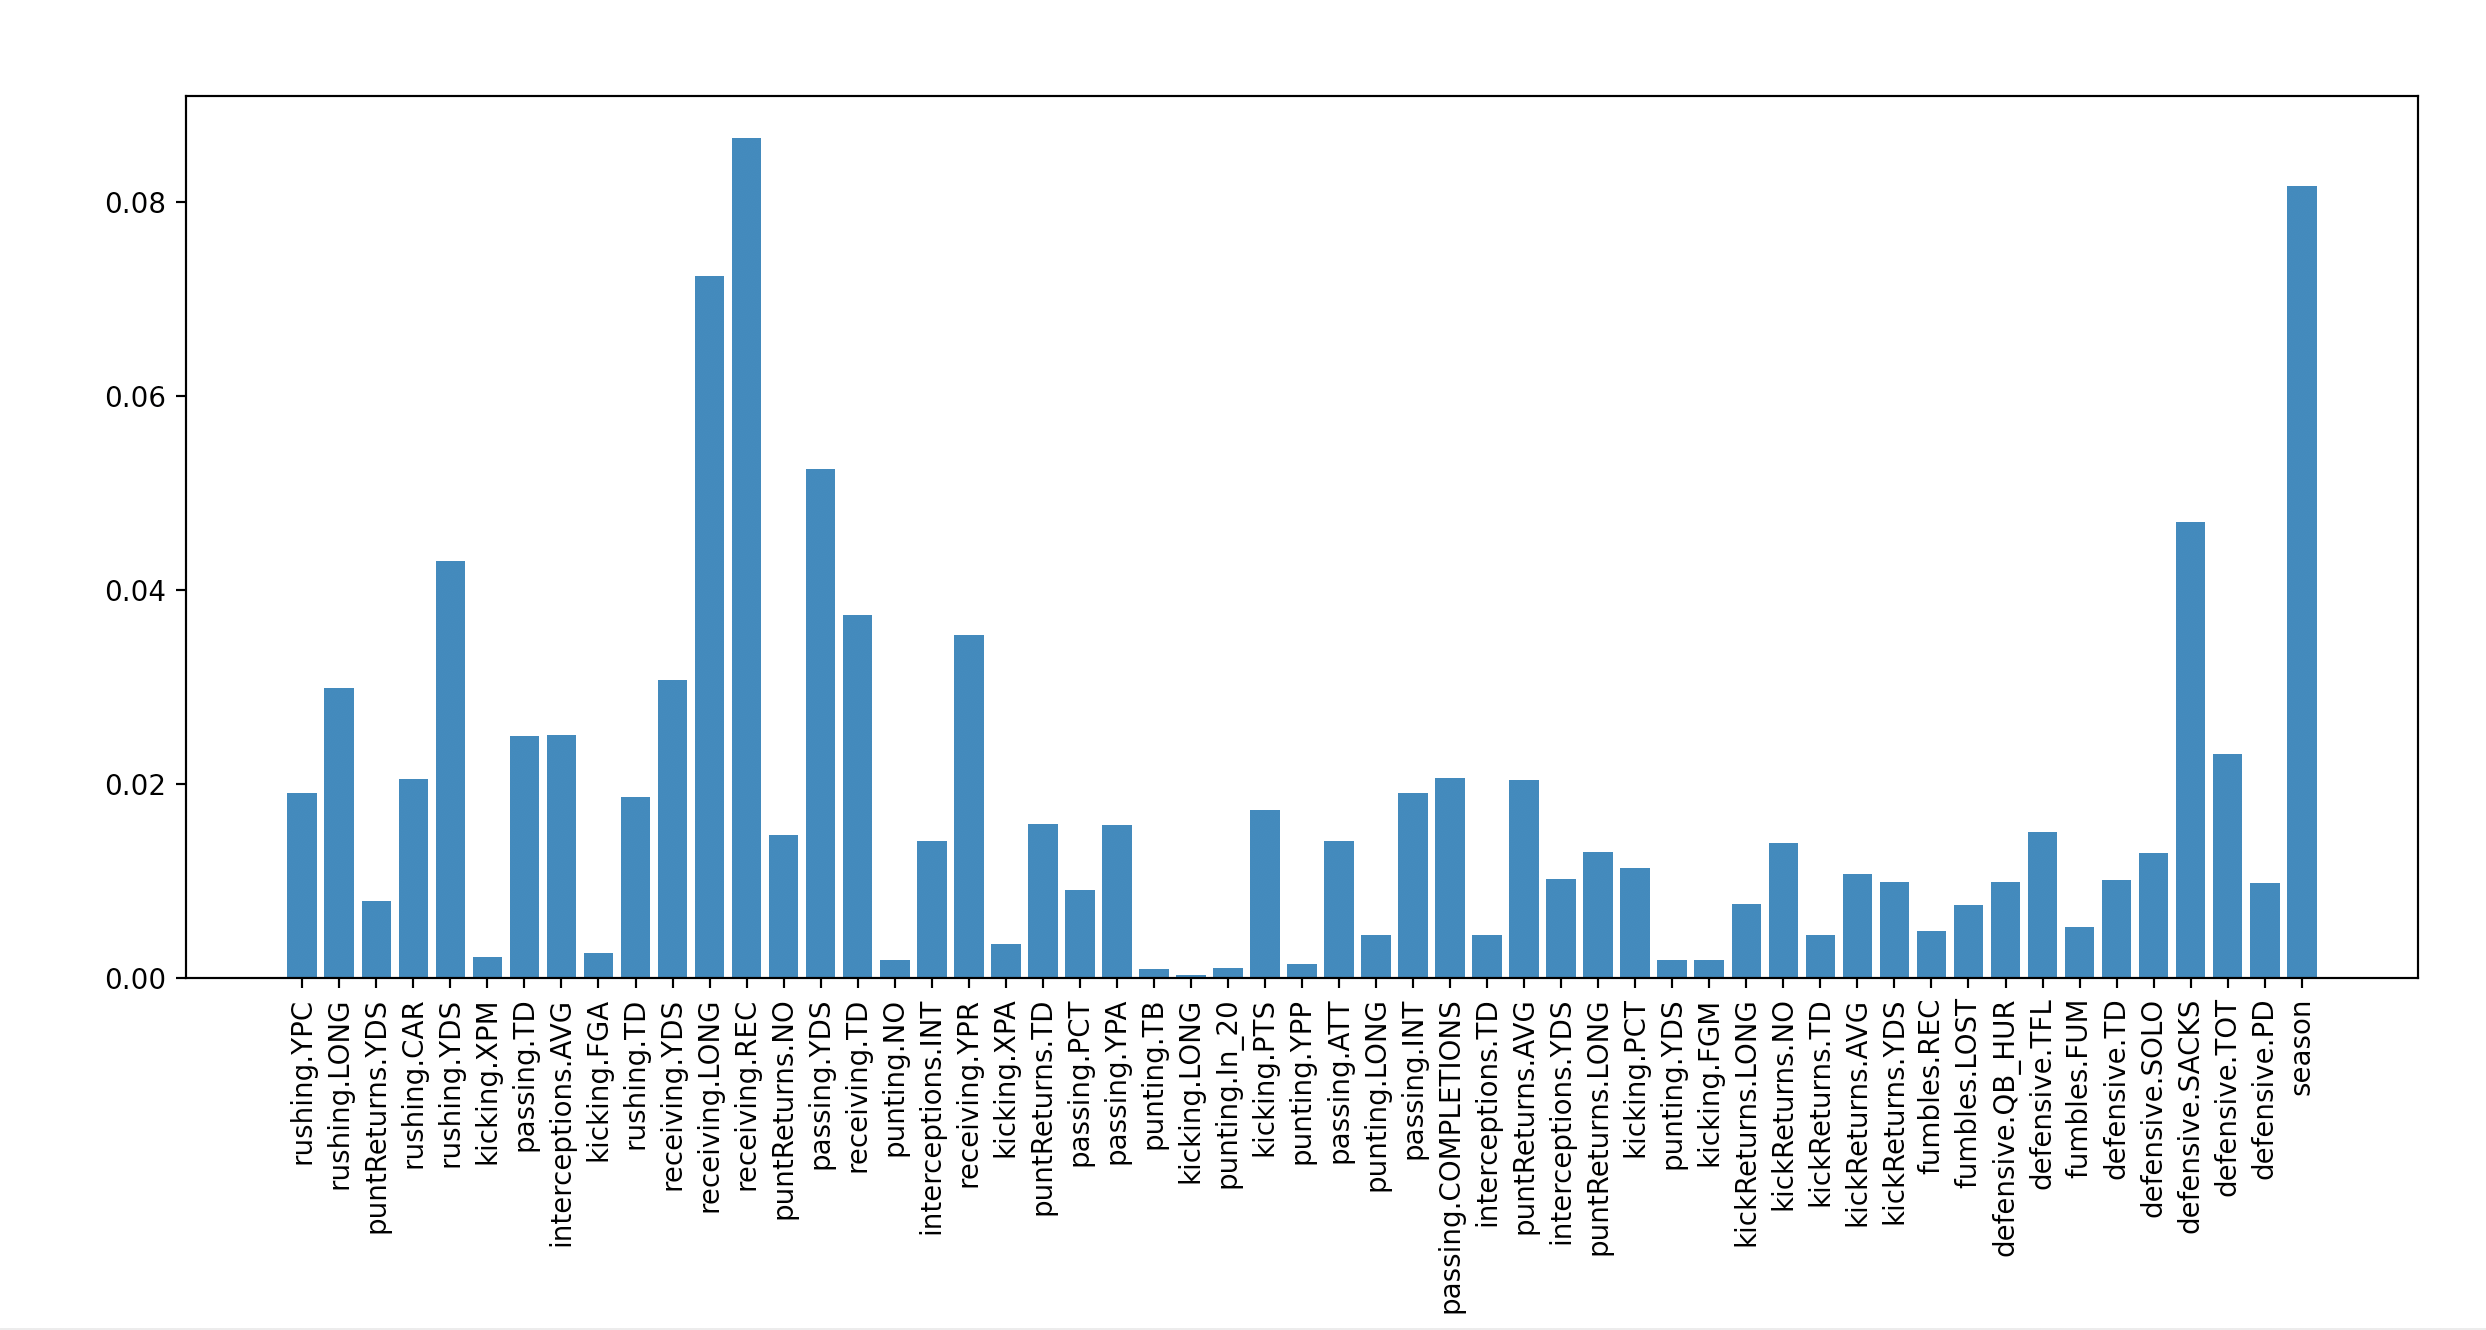 0.08
0.06
0.04
0.02
0.00
rushing.YPC
rushing.LONG
puntReturns.YDS
rushing.CAR
rushing.YDS
kicking.XPM
passing.TD
interceptions.AVG
kicking.FGA
rushing.TD
receiving.YDS
receiving.LONG
receiving.REC
puntReturns.NO
passing.YDS
receiving.TD
punting.NO
interceptions.INT
receiving.YPR
kicking.XPA
puntReturns.TD
passing.PCT
passing.YPA
punting.TB
kicking.LONG
punting.In_20
kicking.PTS
punting.YPP
passing.ATT
punting.LONG
passing.INT
passing.COMPLETIONS
interceptions.TD
puntReturns.AVG
interceptions.YDS
puntReturns.LONG
kicking.PCT
punting.YDS
kicking.FGM
kickReturns.LONG
kickReturns.NO
kickReturns.TD
kickReturns.AVG
kickReturns.YDS
fumbles.REC
fumbles.LOST
defensive.QB_HUR
defensive.TFL
fumbles.FUM
defensive.TD
defensive.SOLO
defensive.SACKS
defensive.TOT
defensive.PD
season